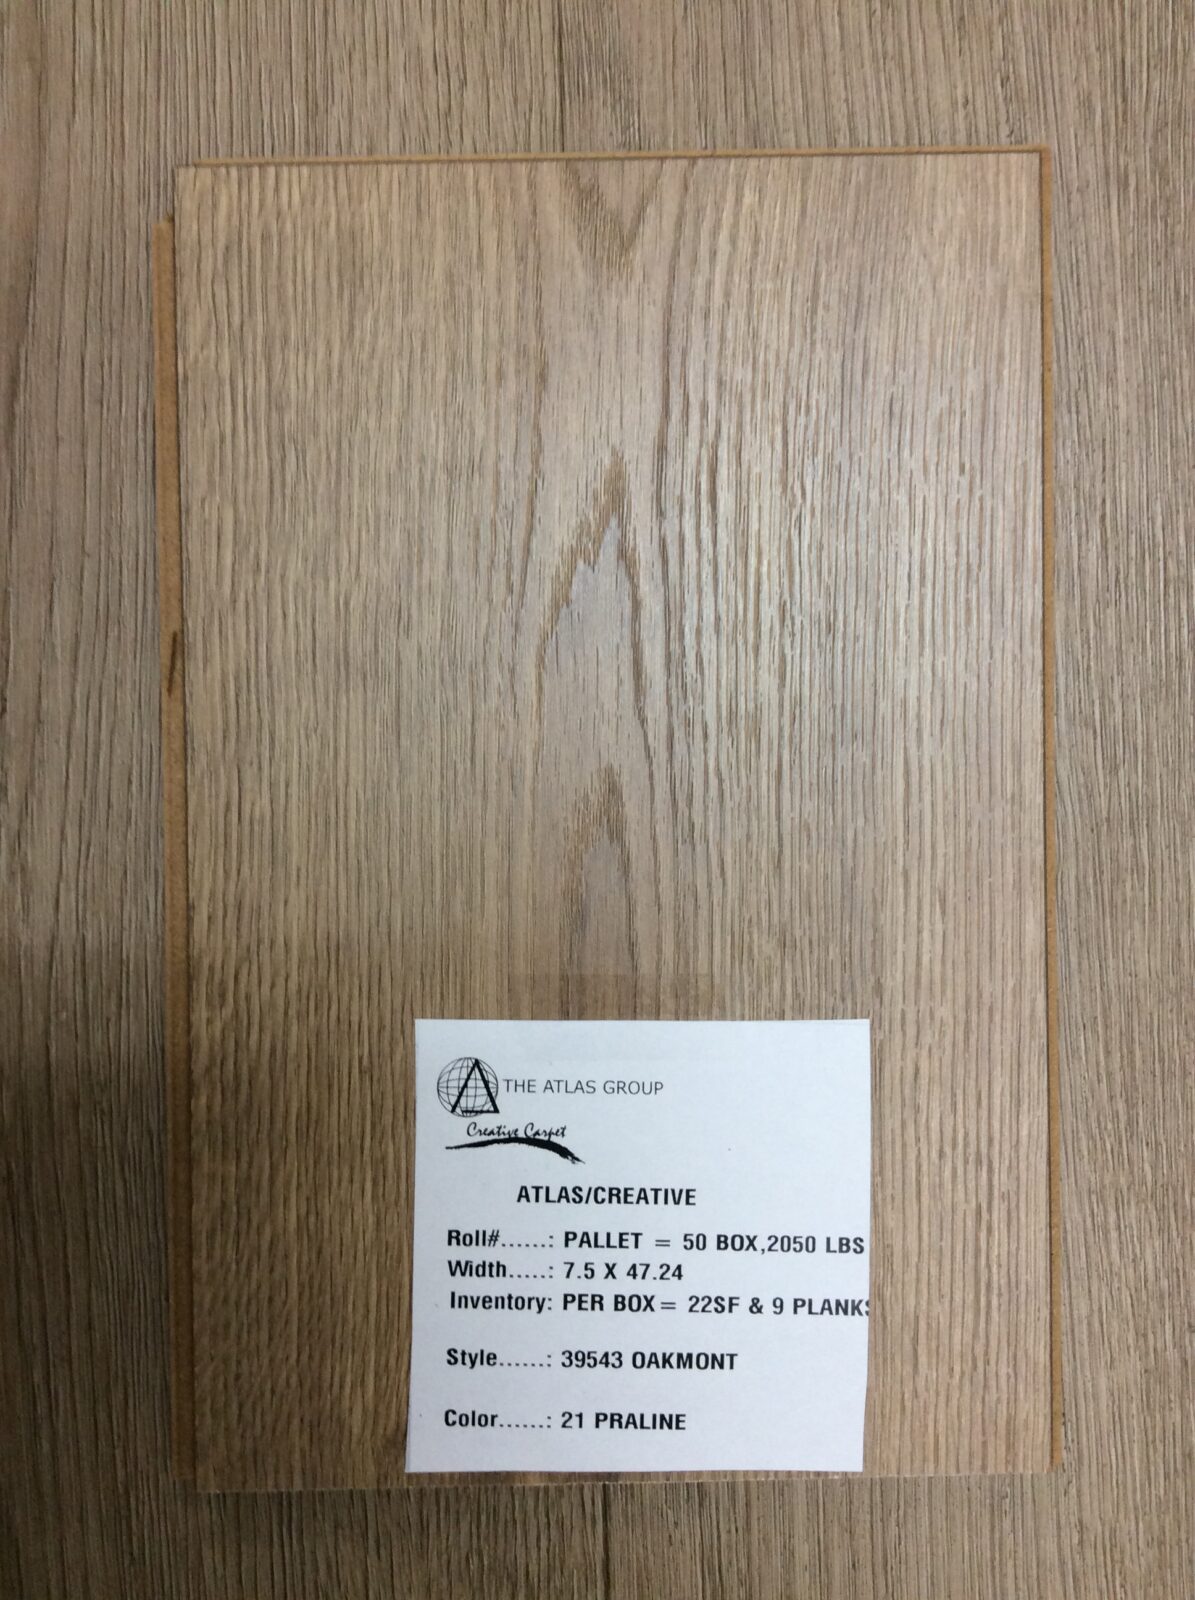 THE ATLAS GROUP
Creative Carpet
ATLAS/CREATIVE
Roll#......: PALLET = 50 BOX,2050 LBS
Width.....: 7.5 X 47.24
Inventory: PER BOX= 22SF & 9 PLANKS
Style......: 39543 OAKMONT
Color......: 21 PRALINE